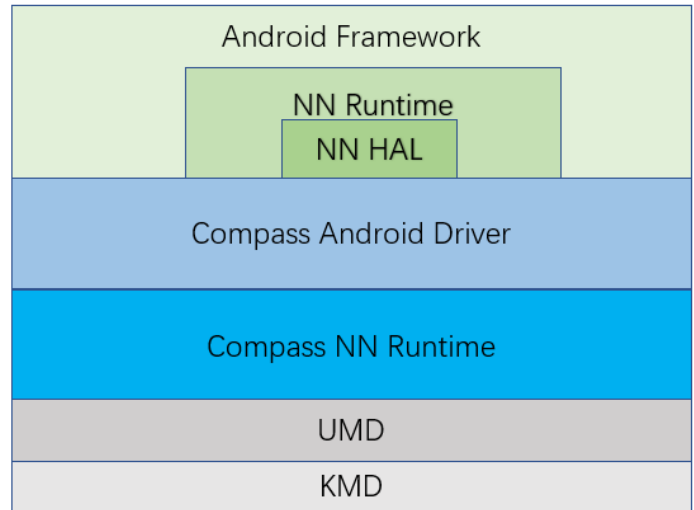 Android Framework
NN Runtime
NN HAL
Compass Android Driver
Compass NN Runtime
UMD
KMD